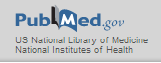 PubMed.gov
US National Library of Medicine
National Institutes of Health